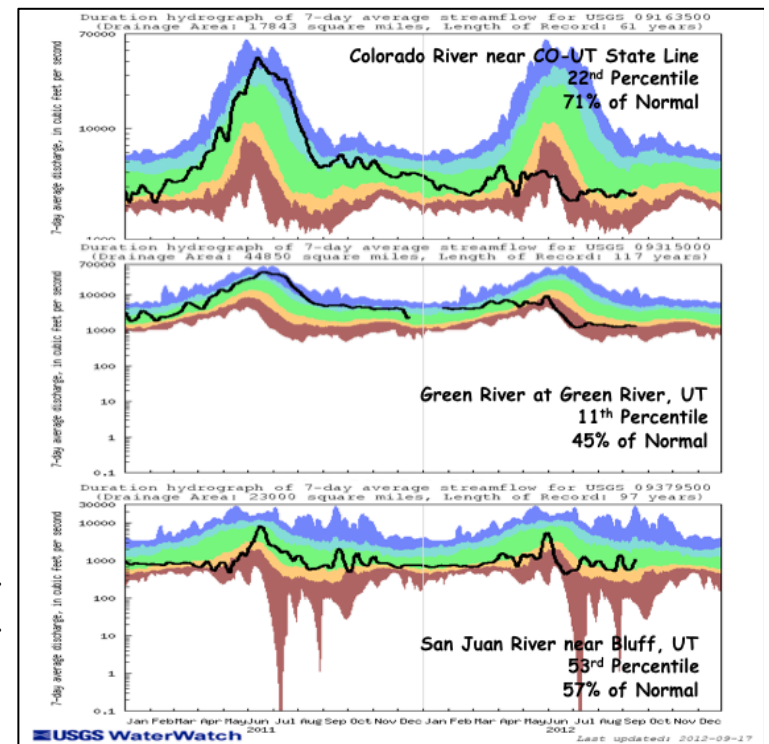 Duration hydrograph of 7-day average streamflow for USGS 09163500
(Drainage Area: 17843 square miles, Length of Record: 61 years)
70000
Colorado River near CO-UT State Line
22nd Percentile
71% of Normal
10000
7-day average discharge, in cubic feet per second
1000
Duration hydrograph of 7-day average streamflow for USGS 09315000
(Drainage Area: 44850 square miles, Length of Record: 117 years)
70000
10000
1000
100
10
1
0.1
7-day average discharge, in cubic feet per second
Green River at Green River, UT
11th Percentile
45% of Normal
Duration hydrograph of 7-day average streamflow for USGS 09379500
(Drainage Area: 23000 square miles, Length of Record: 97 years)
30000
1000
100
10
1
0.1
7-day average discharge, in cubic feet per second
San Juan River near Bluff, UT
53rd Percentile
57% of Normal
Jan Feb Mar Apr May Jun Jul Aug Sep Oct Nov Dec Jan Feb Mar Apr May Jun Jul Aug Sep Oct Nov Dec
2011 2012
USGS WaterWatch
Last updated: 2012-09-17